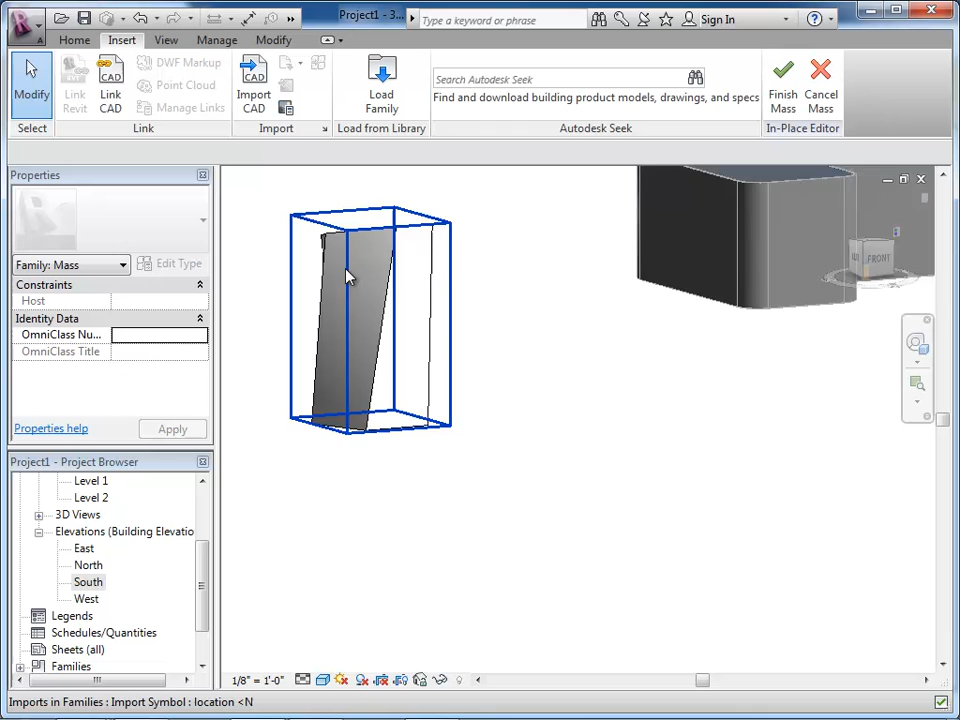 Project1 - 3...
Type a keyword or phrase
Sign In
Home Insert View Manage Modify
Modify
Link Revit
Link CAD
DWF Markup
Point Cloud
Manage Links
Import CAD
Load Family
Search Autodesk Seek
Find and download building product models, drawings, and specs
Finish Mass
Cancel Mass
Select
Link
Import
Load from Library
Autodesk Seek
In-Place Editor
Properties
Family: Mass
Edit Type
Constraints
Host
Identity Data
OmniClass Nu...
OmniClass Title
Properties help
Apply
Project1 - Project Browser
Level 1
Level 2
3D Views
Elevations (Building Elevatio
East
North
South
West
Legends
Schedules/Quantities
Sheets (all)
Families
FRONT
1/8" = 1'-0"
Imports in Families : Import Symbol : location <N